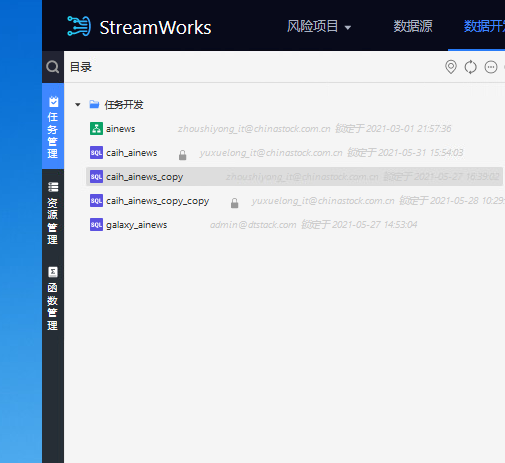 StreamWorks
风险项目
数据源
数据开发
目录
任务管理
资源管理
函数管理
任务开发
ainews zhoushiyong_it@chinastock.com.cn 锁定于 2021-03-01 21:57:36
caih_ainews yuxuelong_it@chinastock.com.cn 锁定于 2021-05-31 15:54:03
caih_ainews_copy zhoushiyong_it@chinastock.com.cn 锁定于 2021-05-27 16:39:02
caih_ainews_copy_copy yuxuelong_it@chinastock.com.cn 锁定于 2021-05-28 10:29:
galaxy_ainews admin@dtstack.com 锁定于 2021-05-27 14:53:04